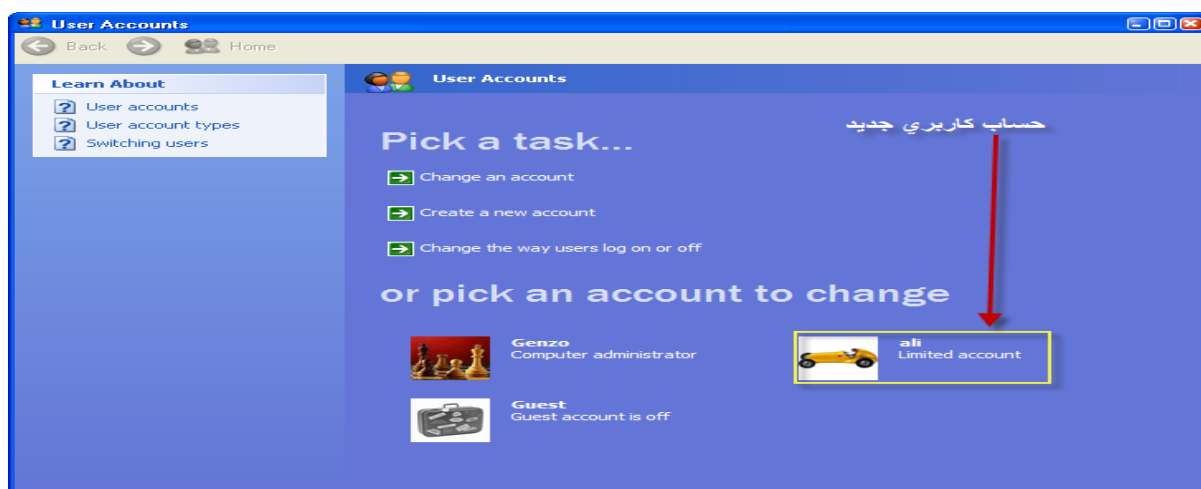 User Accounts
Back Home
Learn About
User accounts
User account types
Switching users
User Accounts
حساب كاربري جديد
Pick a task...
Change an account
Create a new account
Change the way users log on or off
or pick an account to change
Genzo
Computer administrator
ali
Limited account
Guest
Guest account is off